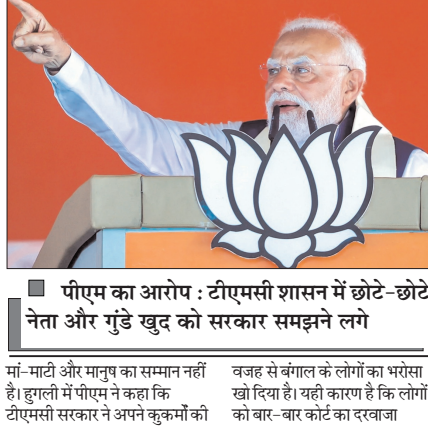 पीएम का आरोप : टीएमसी शासन में छोटे-छोटे
नेता और गुंडे खुद को सरकार समझने लगे
मां-माटी और मानुष का सम्मान नहीं
है। हुगली में पीएम ने कहा कि
टीएमसी सरकार ने अपने कुकर्मों की
वजह से बंगाल के लोगों का भरोसा
खो दिया है। यही कारण है कि लोगों
को बार-बार कोर्ट का दरवाजा